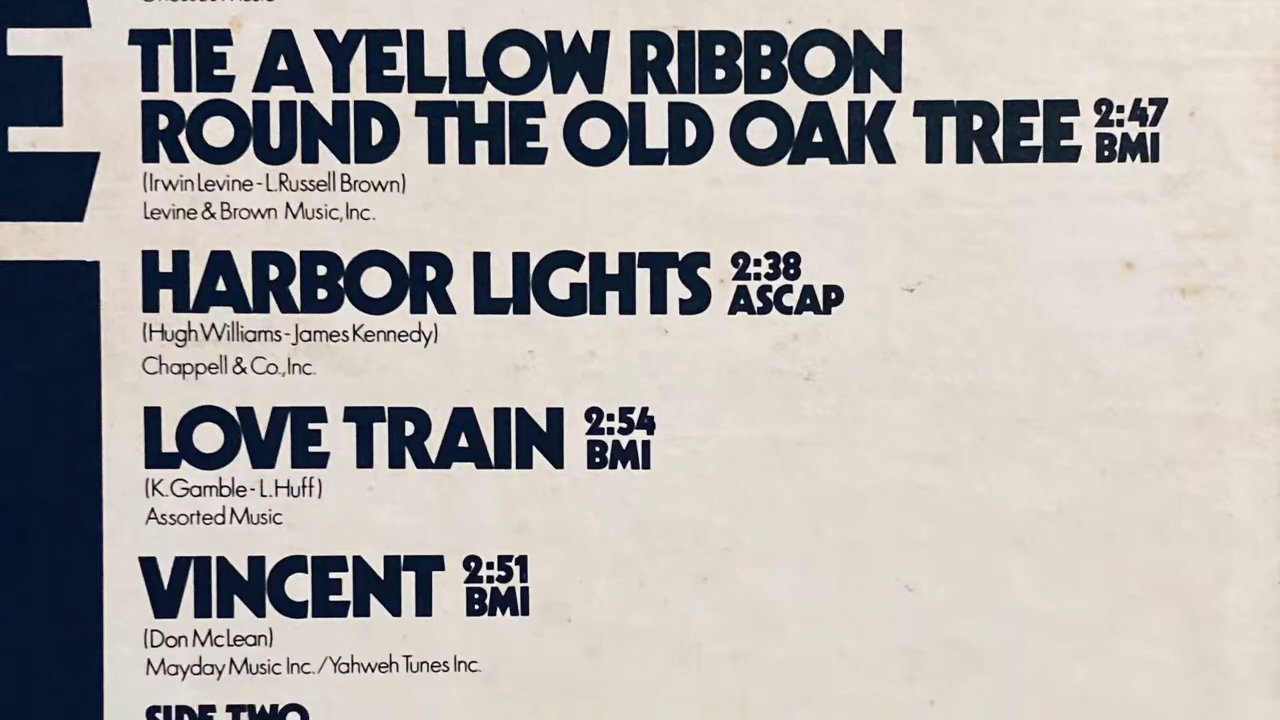 TIE A YELLOW RIBBON
ROUND THE OLD OAK TREE 2:47
BMI
(Irwin Levine - L. Russell Brown)
Levine & Brown Music, Inc.
HARBOR LIGHTS 2:38
ASCAP
(Hugh Williams - James Kennedy)
Chappell & Co., Inc.
LOVE TRAIN 2:54
BMI
(K. Gamble - L. Huff)
Assorted Music
VINCENT 2:51
BMI
(Don McLean)
Mayday Music Inc. / Yahweh Tunes Inc.
SIDE TWO